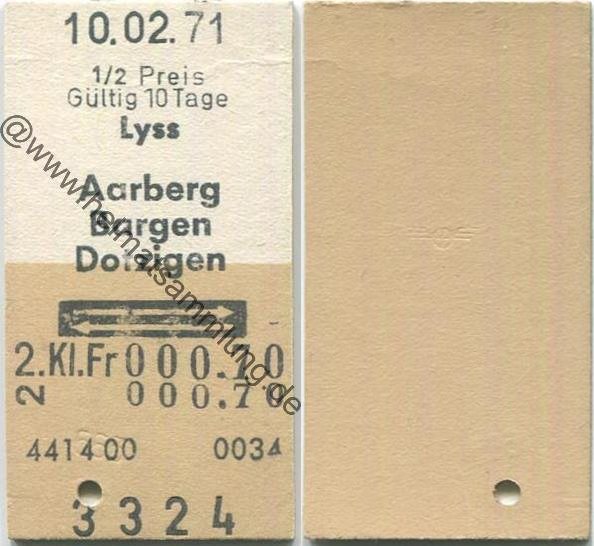 10.02.71
1/2 Preis
Gültig 10 Tage
Lyss
Aarberg
Bargen
Dotzigen
2.Kl.Fr 000.70
2 000.70
441400 0034
3324
@www.heimatsammlung.de